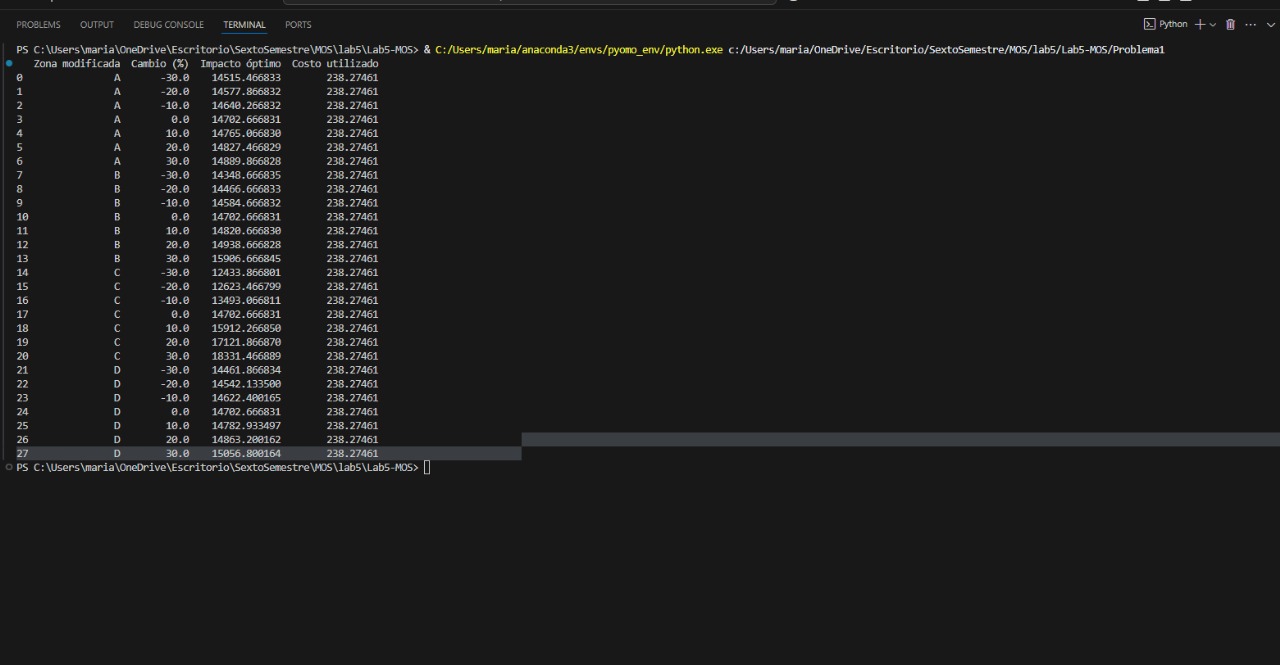 PROBLEMS OUTPUT DEBUG CONSOLE TERMINAL PORTS Python
PS C:\Users\maria\OneDrive\Escritorio\SextoSemestre\MOS\lab5\Lab5-MOS> & C:/Users/maria/anaconda3/envs/pyomo_env/python.exe c:/Users/maria/OneDrive/Escritorio/SextoSemestre/MOS/lab5/Lab5-MOS/Problema1
Zona modificada Cambio (%) Impacto óptimo Costo utilizado
0 A -30.0 14515.466833 238.27461
1 A -20.0 14577.866832 238.27461
2 A -10.0 14640.266832 238.27461
3 A 0.0 14702.666831 238.27461
4 A 10.0 14765.066830 238.27461
5 A 20.0 14827.466829 238.27461
6 A 30.0 14889.866828 238.27461
7 B -30.0 14348.666835 238.27461
8 B -20.0 14466.666833 238.27461
9 B -10.0 14584.666832 238.27461
10 B 0.0 14702.666831 238.27461
11 B 10.0 14820.666830 238.27461
12 B 20.0 14938.666828 238.27461
13 B 30.0 15906.666845 238.27461
14 C -30.0 12433.866801 238.27461
15 C -20.0 12623.466799 238.27461
16 C -10.0 13493.066811 238.27461
17 C 0.0 14702.666831 238.27461
18 C 10.0 15912.266850 238.27461
19 C 20.0 17121.866870 238.27461
20 C 30.0 18331.466889 238.27461
21 D -30.0 14461.866834 238.27461
22 D -20.0 14542.133500 238.27461
23 D -10.0 14622.400165 238.27461
24 D 0.0 14702.666831 238.27461
25 D 10.0 14782.933497 238.27461
26 D 20.0 14863.200162 238.27461
27 D 30.0 15056.800164 238.27461
PS C:\Users\maria\OneDrive\Escritorio\SextoSemestre\MOS\lab5\Lab5-MOS>